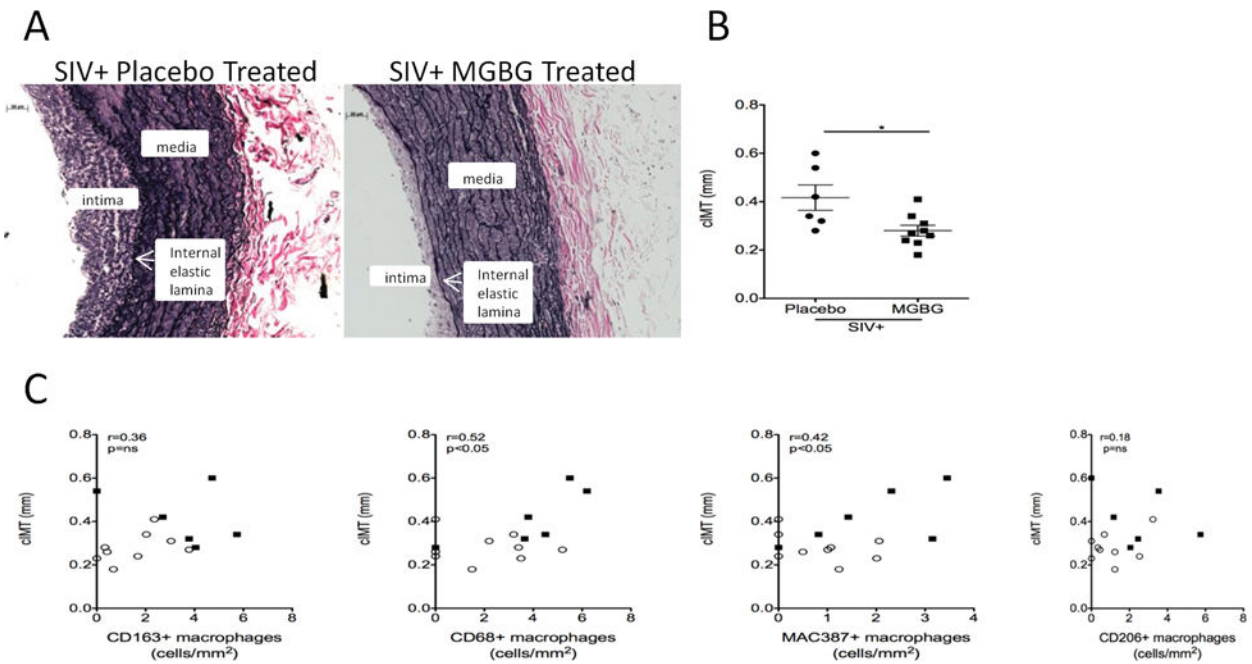 A
SIV+ Placebo Treated
SIV+ MGBG Treated
media
intima
Internal
elastic
lamina
media
intima
Internal
elastic
lamina
B
cIMT (mm)
0.8
0.6
0.4
0.2
0.0
*
Placebo
MGBG
SIV+
C
cIMT (mm)
0.8
0.6
0.4
0.2
0.0
r=0.36
p=ns
0 2 4 6 8
CD163+ macrophages
(cells/mm²)
cIMT (mm)
0.8
0.6
0.4
0.2
0.0
r=0.52
p<0.05
0 2 4 6 8
CD68+ macrophages
(cells/mm²)
cIMT (mm)
0.8
0.6
0.4
0.2
0.0
r=0.42
p<0.05
0 1 2 3 4
MAC387+ macrophages
(cells/mm²)
cIMT (mm)
0.8
0.6
0.4
0.2
0.0
r=0.18
p=ns
0 2 4 6 8
CD206+ macrophages
(cells/mm²)